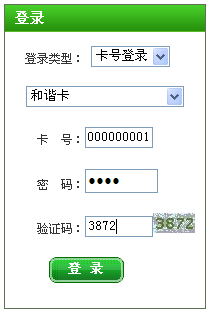 登录
登录类型： 卡号登录
和谐卡
卡 号： 000000001
密 码： ●●●●
验证码： 3872 3872
登 录